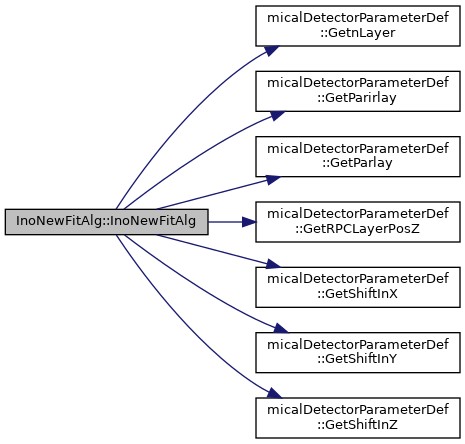 micalDetectorParameterDef
::GetnLayer
micalDetectorParameterDef
::GetParirlay
micalDetectorParameterDef
::GetParlay
InoNewFitAlg::InoNewFitAlg
micalDetectorParameterDef
::GetRPCLayerPosZ
micalDetectorParameterDef
::GetShiftInX
micalDetectorParameterDef
::GetShiftInY
micalDetectorParameterDef
::GetShiftInZ